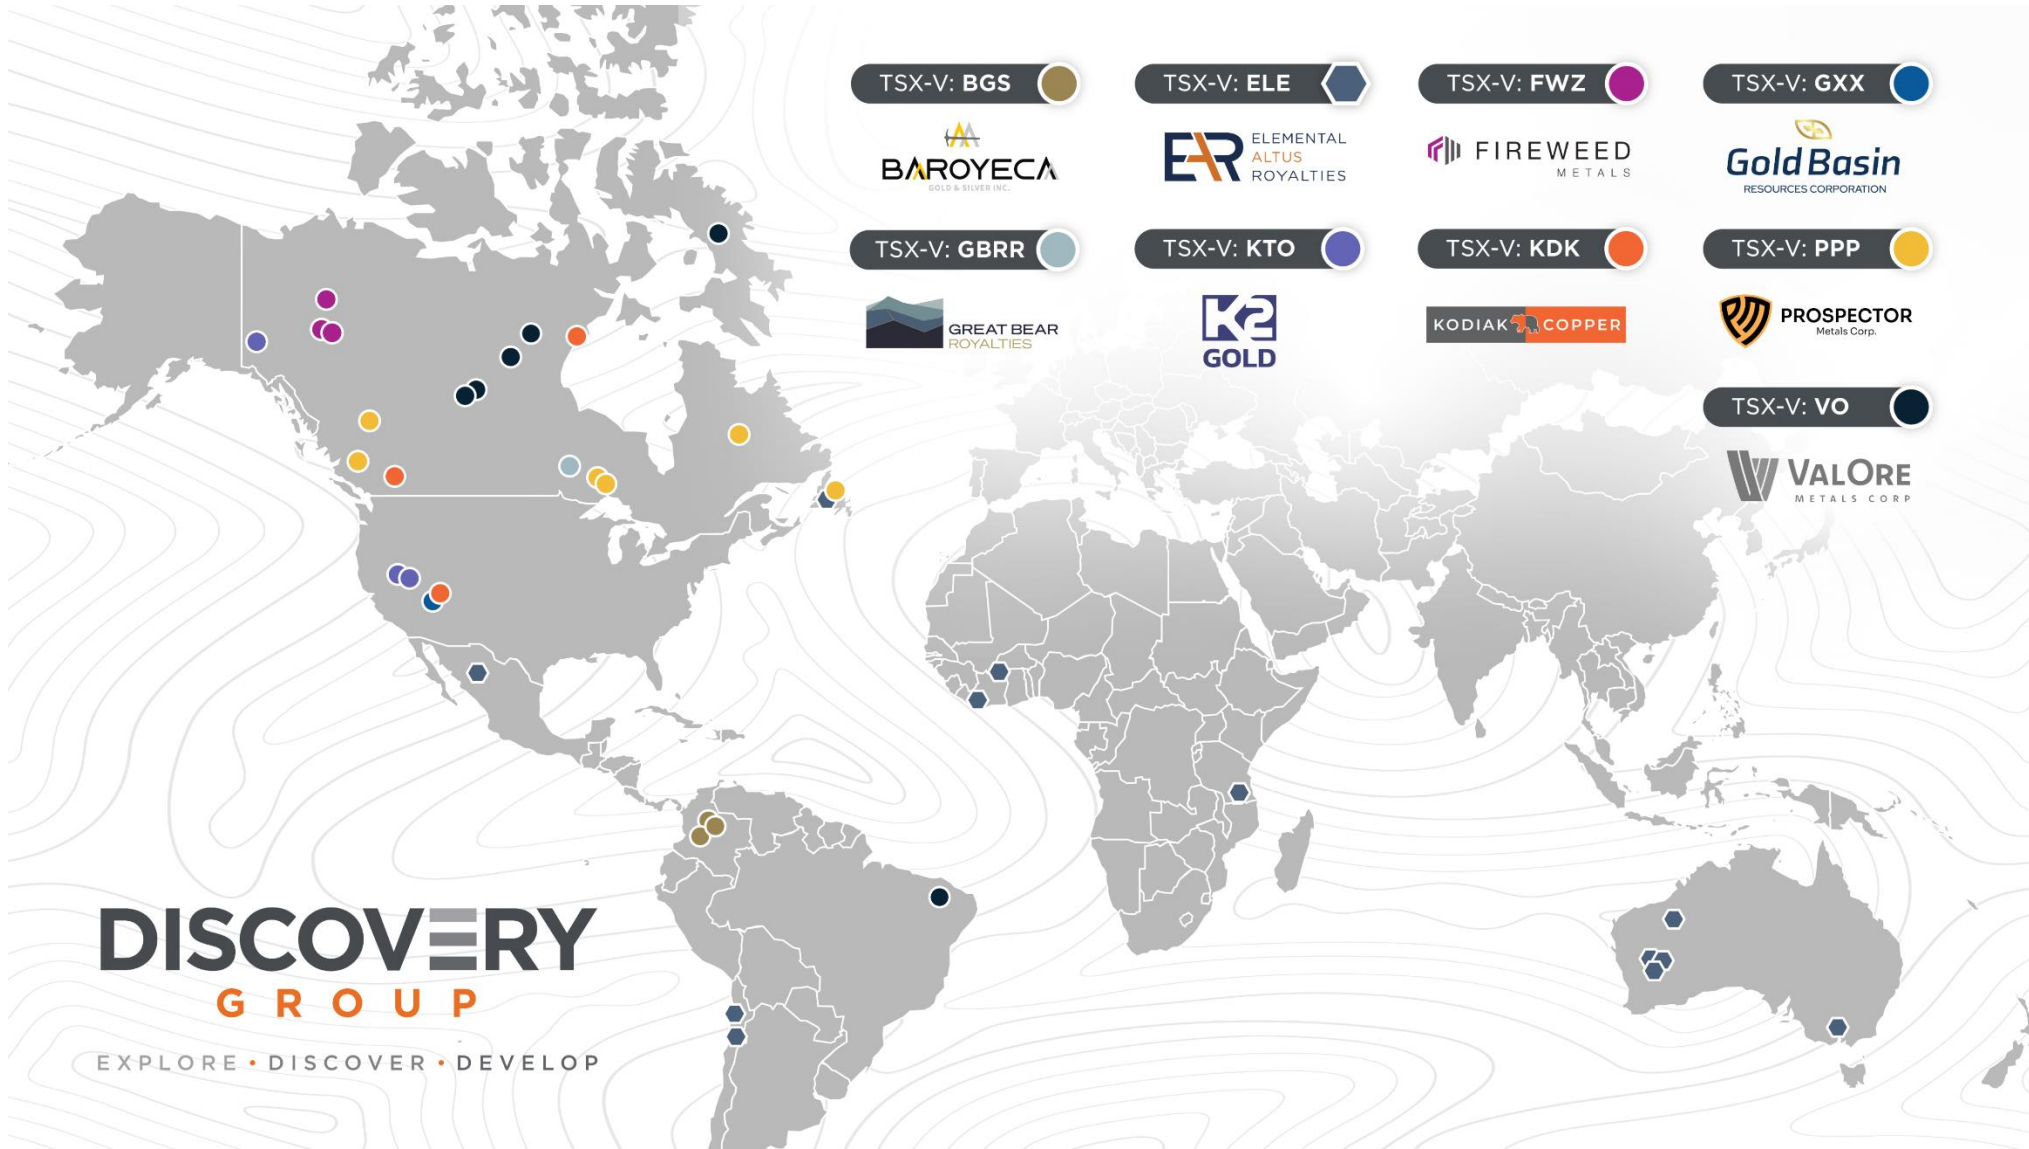 TSX-V: BGS
BAROYECA
GOLD & SILVER INC.
TSX-V: ELE
EAR
ELEMENTAL
ALTUS
ROYALTIES
TSX-V: FWZ
FIREWEED
METALS
TSX-V: GXX
Gold Basin
RESOURCES CORPORATION
TSX-V: GBRR
GREAT BEAR
ROYALTIES
TSX-V: KTO
K2
GOLD
TSX-V: KDK
KODIAK COPPER
TSX-V: PPP
PROSPECTOR
Metals Corp.
TSX-V: VO
VALORE
METALS CORP
DISCOVERY
GROUP
EXPLORE • DISCOVER • DEVELOP